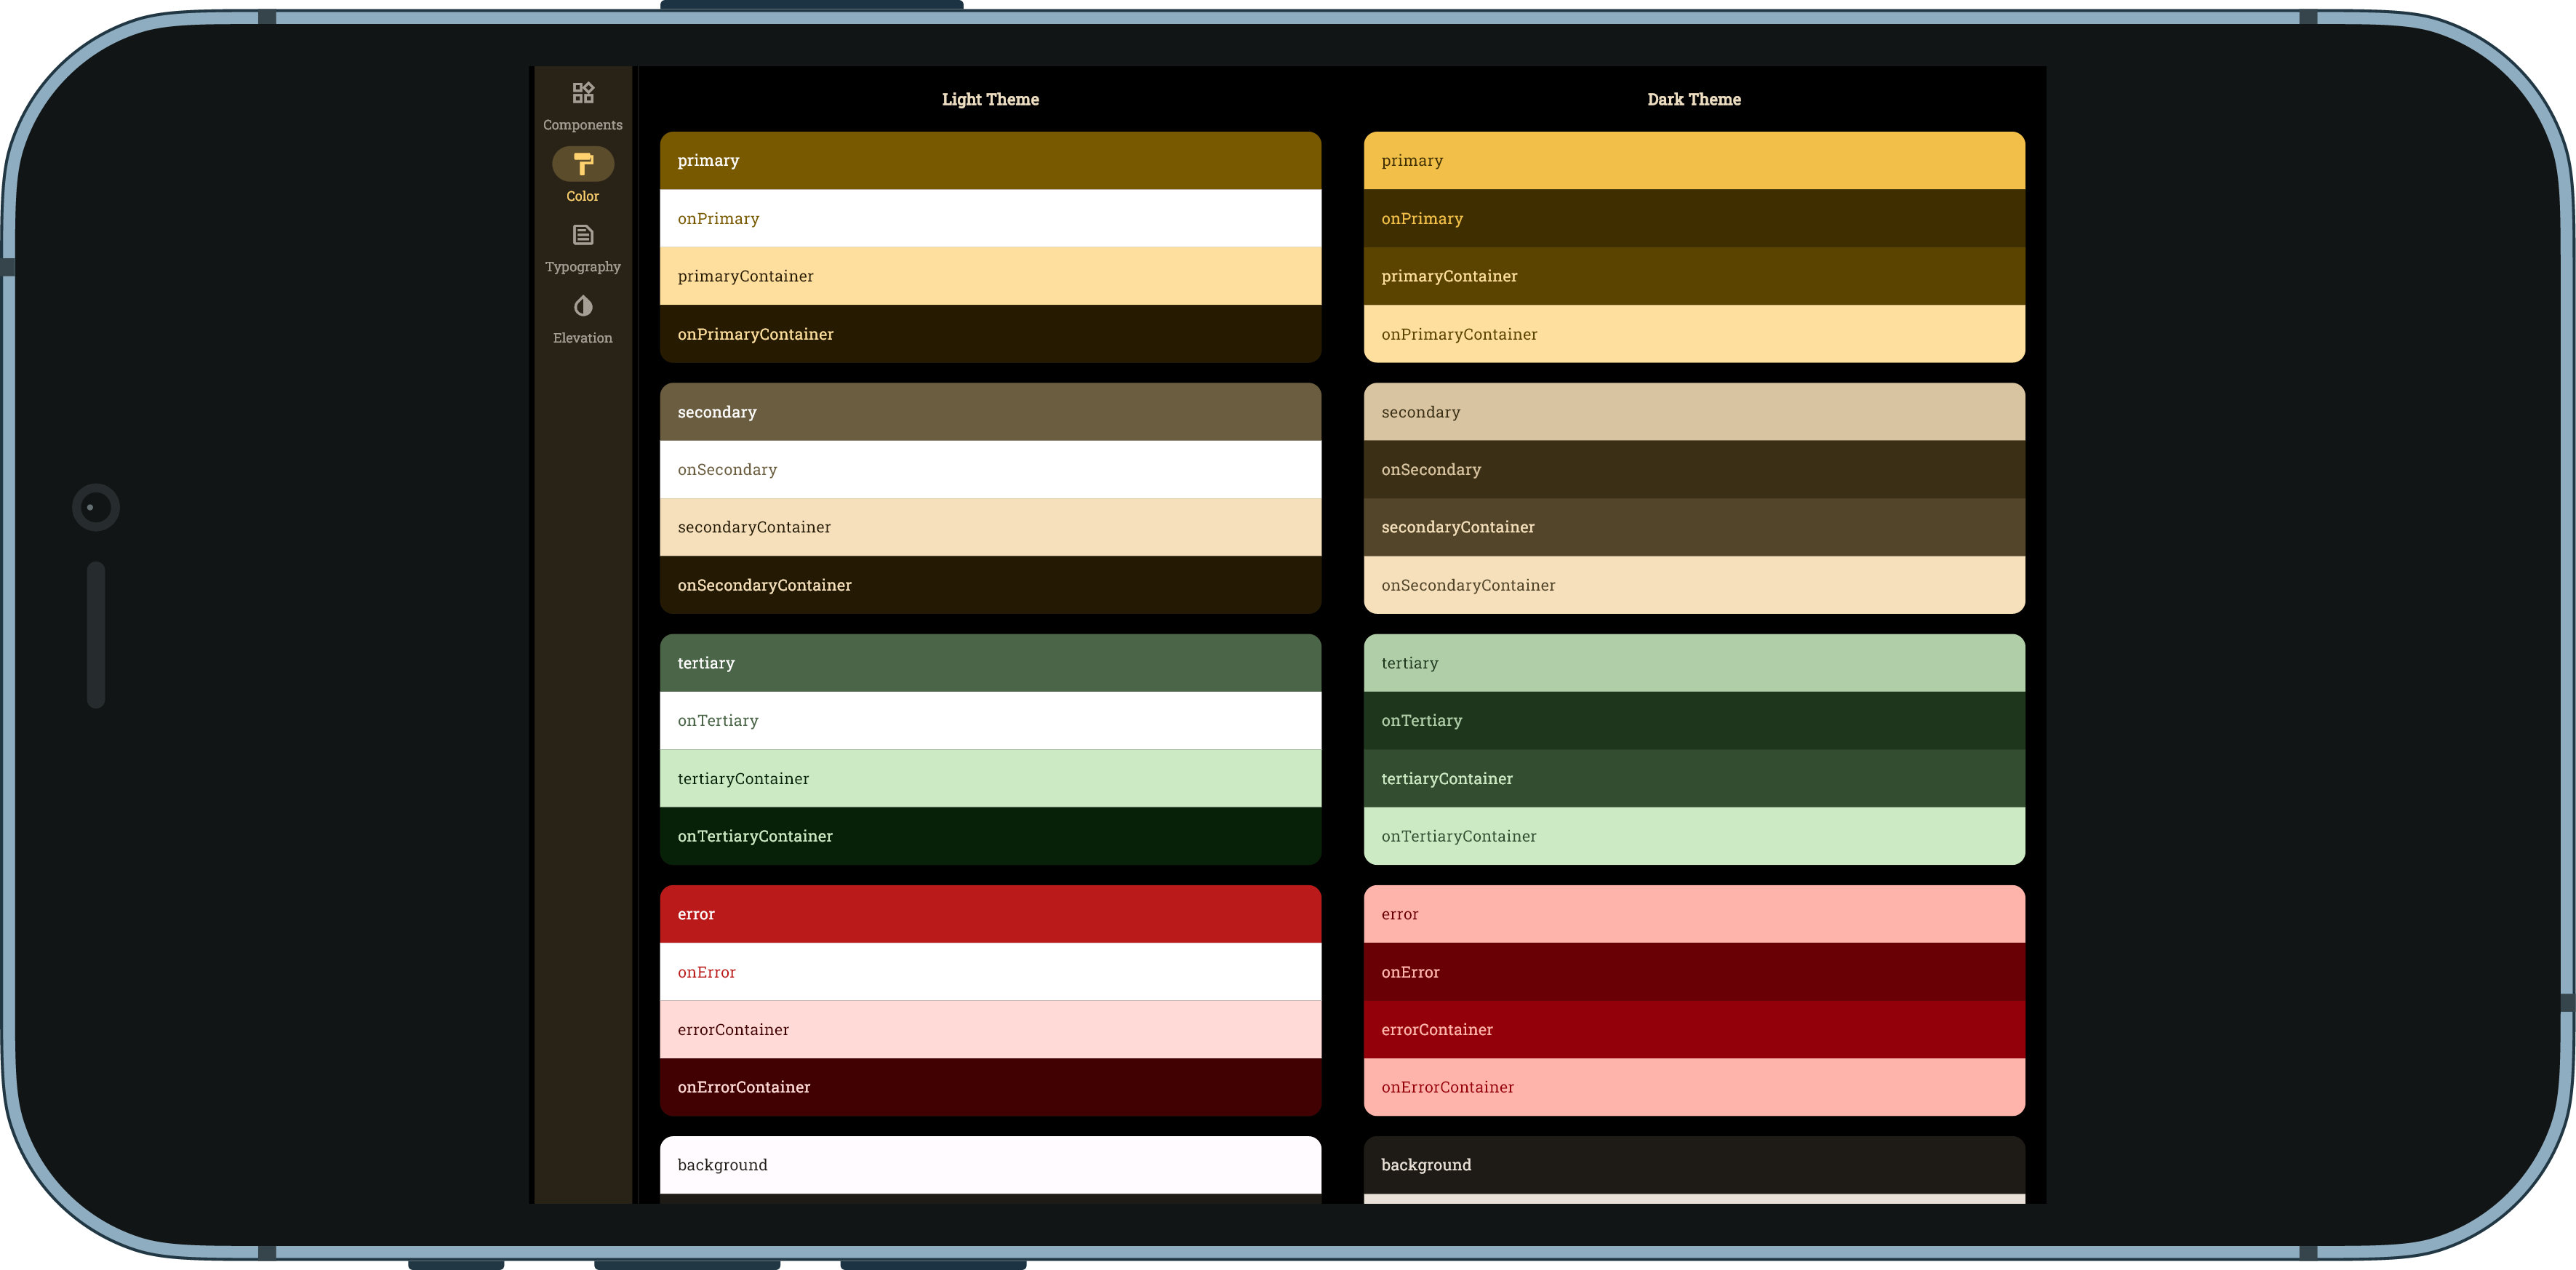 Components
Color
Typography
Elevation
Light Theme
primary
onPrimary
primaryContainer
onPrimaryContainer
secondary
onSecondary
secondaryContainer
onSecondaryContainer
tertiary
onTertiary
tertiaryContainer
onTertiaryContainer
error
onError
errorContainer
onErrorContainer
background
Dark Theme
primary
onPrimary
primaryContainer
onPrimaryContainer
secondary
onSecondary
secondaryContainer
onSecondaryContainer
tertiary
onTertiary
tertiaryContainer
onTertiaryContainer
error
onError
errorContainer
onErrorContainer
background